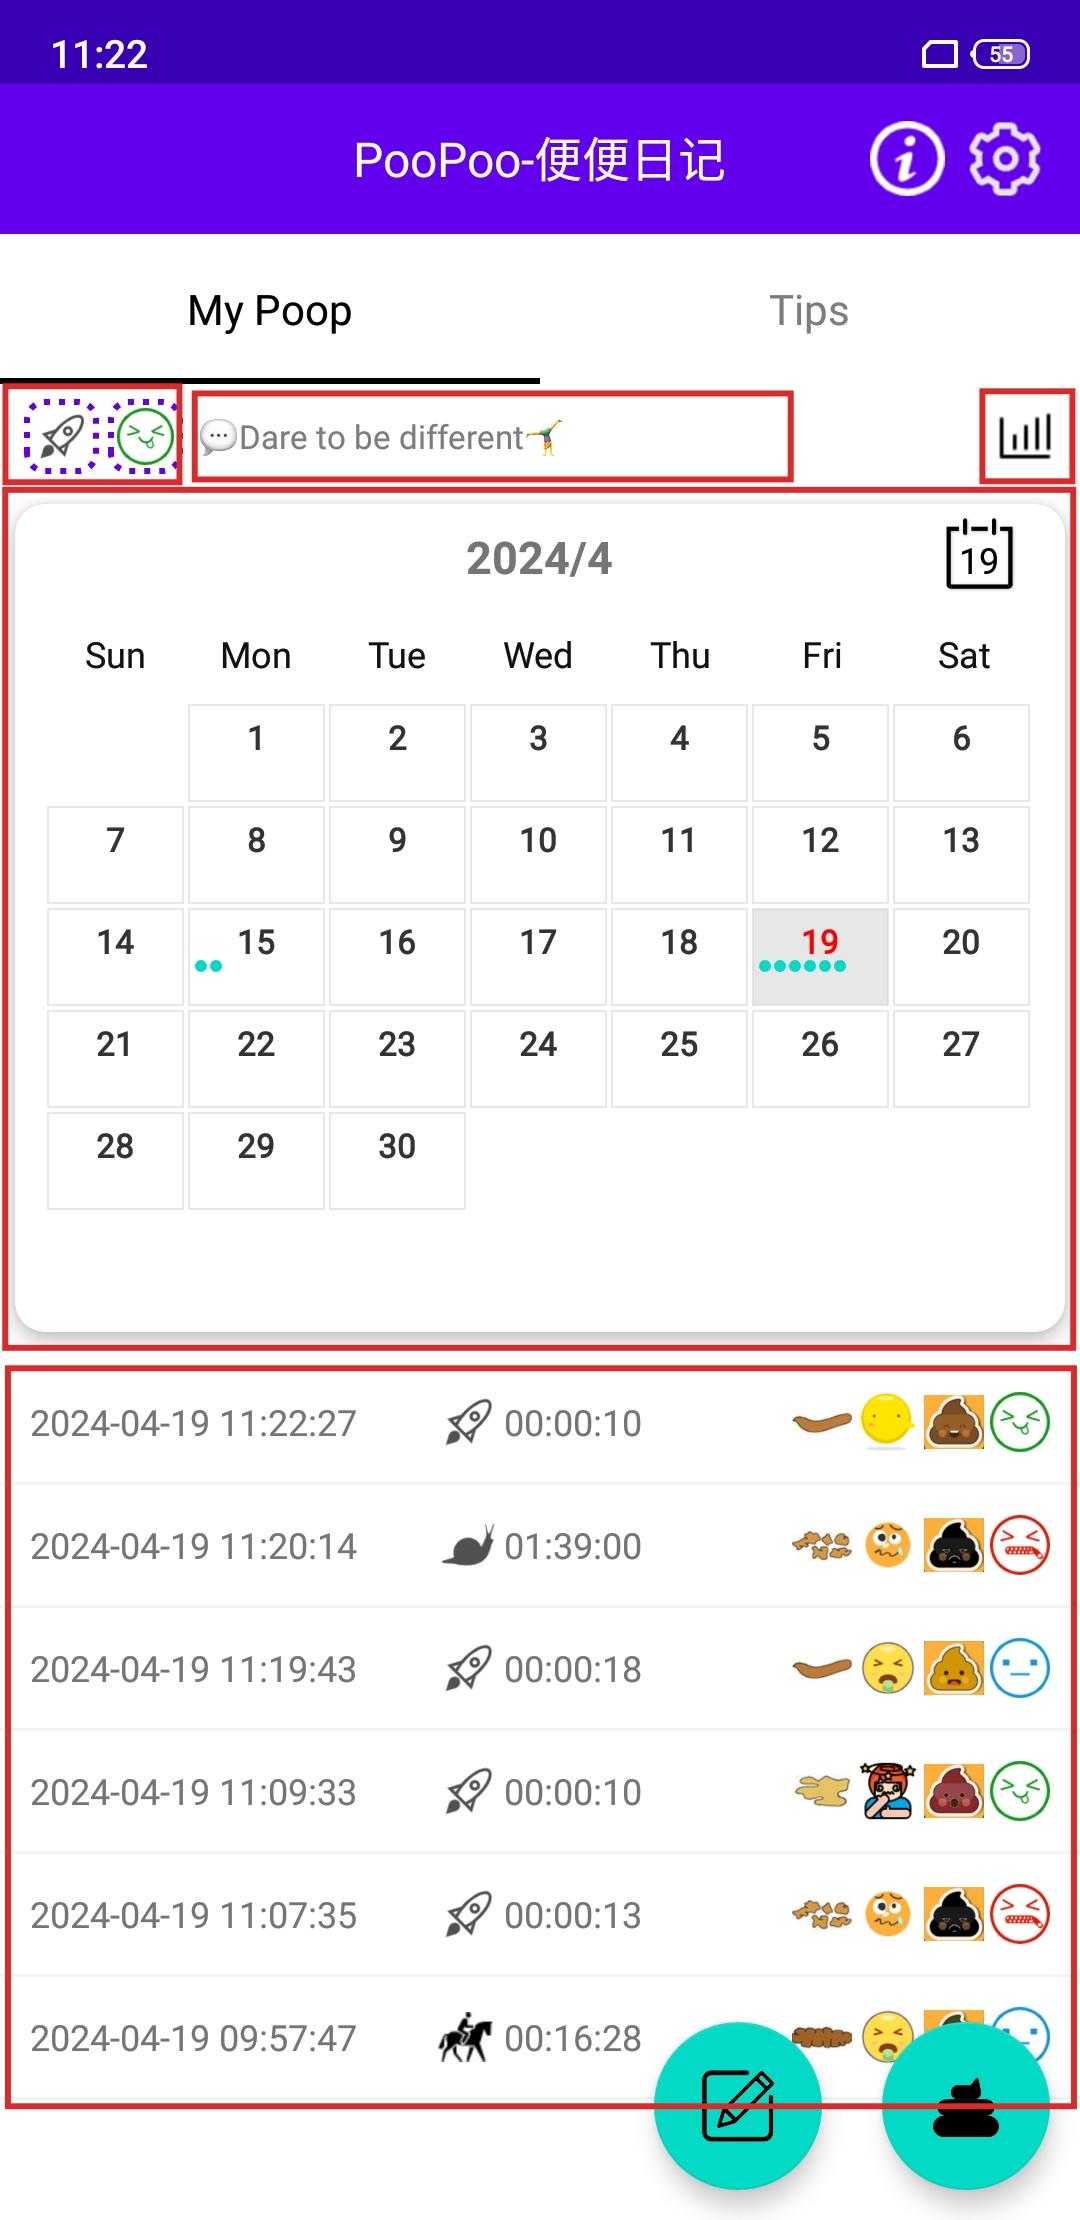 11:22
55
PooPoo-便便日记
My Poop
Tips
Dare to be different
2024/4
19
Sun Mon Tue Wed Thu Fri Sat
1 2 3 4 5 6
7 8 9 10 11 12 13
14 15 16 17 18 19 20
21 22 23 24 25 26 27
28 29 30
2024-04-19 11:22:27 00:00:10
2024-04-19 11:20:14 01:39:00
2024-04-19 11:19:43 00:00:18
2024-04-19 11:09:33 00:00:10
2024-04-19 11:07:35 00:00:13
2024-04-19 09:57:47 00:16:28